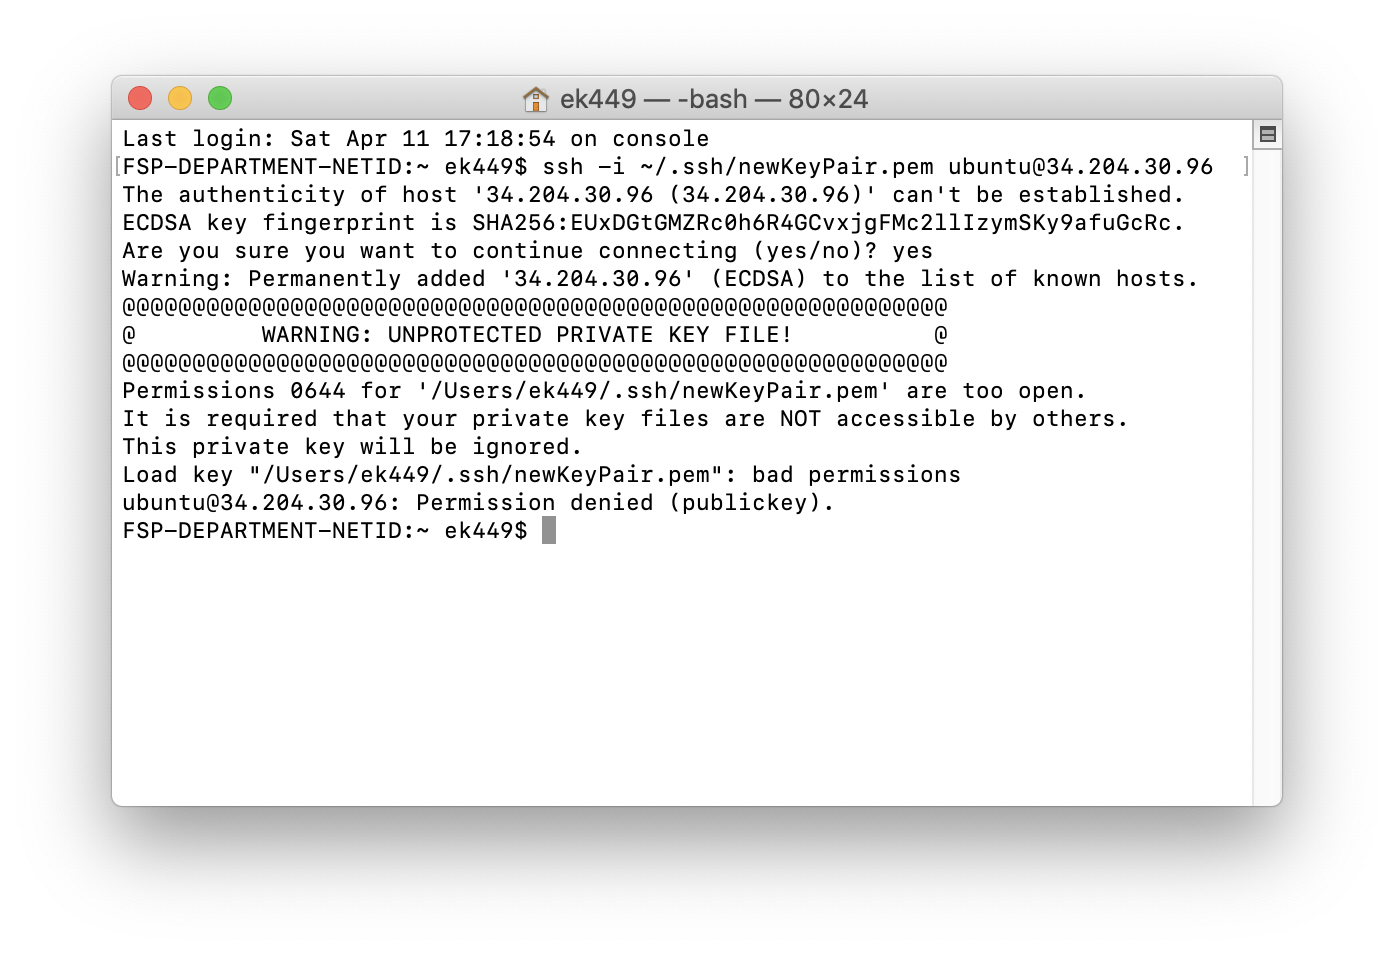 ek449 — -bash — 80×24
Last login: Sat Apr 11 17:18:54 on console
[FSP-DEPARTMENT-NETID:~ ek449$ ssh -i ~/.ssh/newKeyPair.pem ubuntu@34.204.30.96 ]
The authenticity of host '34.204.30.96 (34.204.30.96)' can't be established.
ECDSA key fingerprint is SHA256:EUxDGtGMZRc0h6R4GCvxjgFMc2llIzymSKy9afuGcRc.
Are you sure you want to continue connecting (yes/no)? yes
Warning: Permanently added '34.204.30.96' (ECDSA) to the list of known hosts.
@@@@@@@@@@@@@@@@@@@@@@@@@@@@@@@@@@@@@@@@@@@@@@@@@@@@@@@@@@@
@         WARNING: UNPROTECTED PRIVATE KEY FILE!          @
@@@@@@@@@@@@@@@@@@@@@@@@@@@@@@@@@@@@@@@@@@@@@@@@@@@@@@@@@@@
Permissions 0644 for '/Users/ek449/.ssh/newKeyPair.pem' are too open.
It is required that your private key files are NOT accessible by others.
This private key will be ignored.
Load key "/Users/ek449/.ssh/newKeyPair.pem": bad permissions
ubuntu@34.204.30.96: Permission denied (publickey).
FSP-DEPARTMENT-NETID:~ ek449$